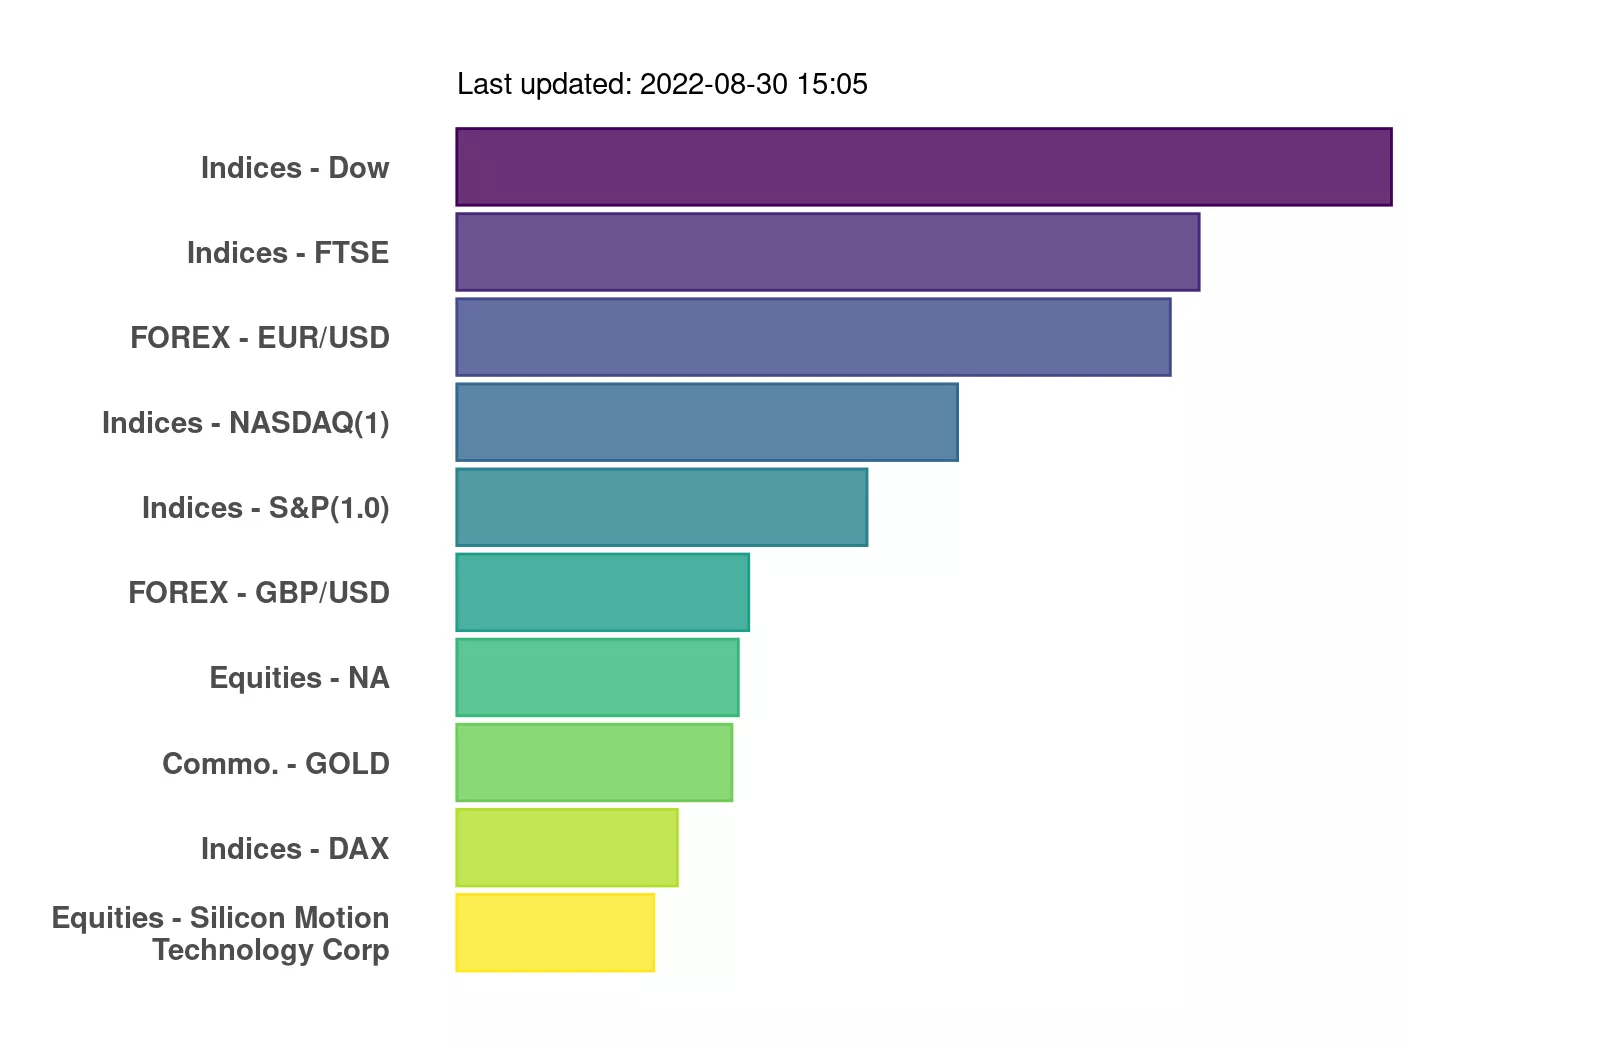 Last updated: 2022-08-30 15:05
Indices - Dow
Indices - FTSE
FOREX - EUR/USD
Indices - NASDAQ(1)
Indices - S&P(1.0)
FOREX - GBP/USD
Equities - NA
Commo. - GOLD
Indices - DAX
Equities - Silicon Motion
Technology Corp